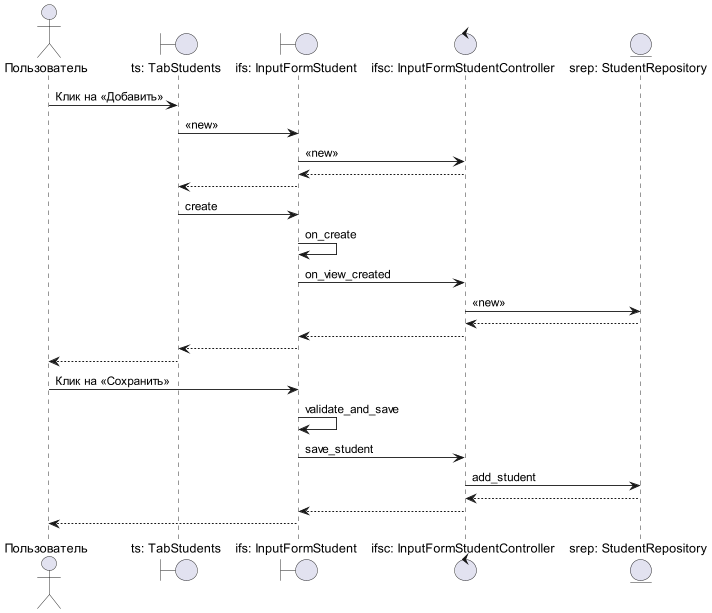 Пользователь
ts: TabStudents
ifs: InputFormStudent
ifsc: InputFormStudentController
srep: StudentRepository
Клик на «Добавить»
«new»
«new»
create
on_create
on_view_created
«new»
Клик на «Сохранить»
validate_and_save
save_student
add_student
Пользователь
ts: TabStudents
ifs: InputFormStudent
ifsc: InputFormStudentController
srep: StudentRepository